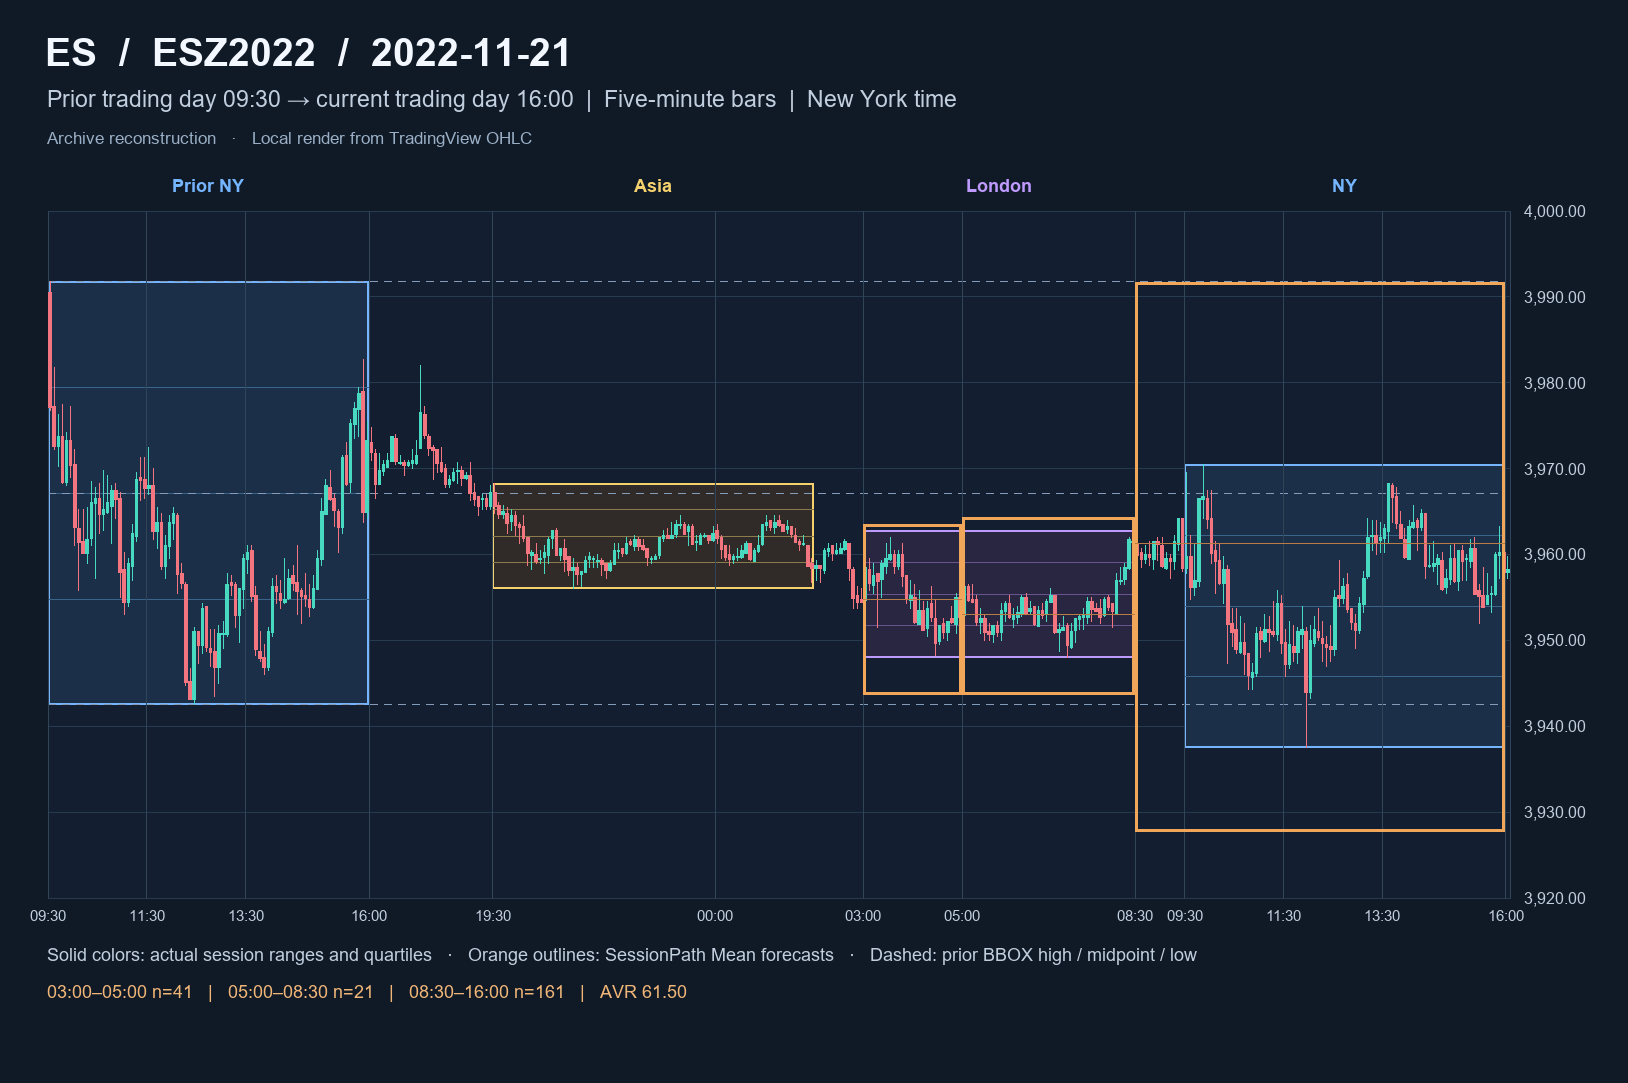 ES / ESZ2022 / 2022-11-21
Prior trading day 09:30 → current trading day 16:00 | Five-minute bars | New York time
Archive reconstruction · Local render from TradingView OHLC
Prior NY Asia London NY
4,000.00
3,990.00
3,980.00
3,970.00
3,960.00
3,950.00
3,940.00
3,930.00
3,920.00
09:30 11:30 13:30 16:00 19:30 00:00 03:00 05:00 08:30 09:30 11:30 13:30 16:00
Solid colors: actual session ranges and quartiles · Orange outlines: SessionPath Mean forecasts · Dashed: prior BBOX high / midpoint / low
03:00–05:00 n=41 | 05:00–08:30 n=21 | 08:30–16:00 n=161 | AVR 61.50